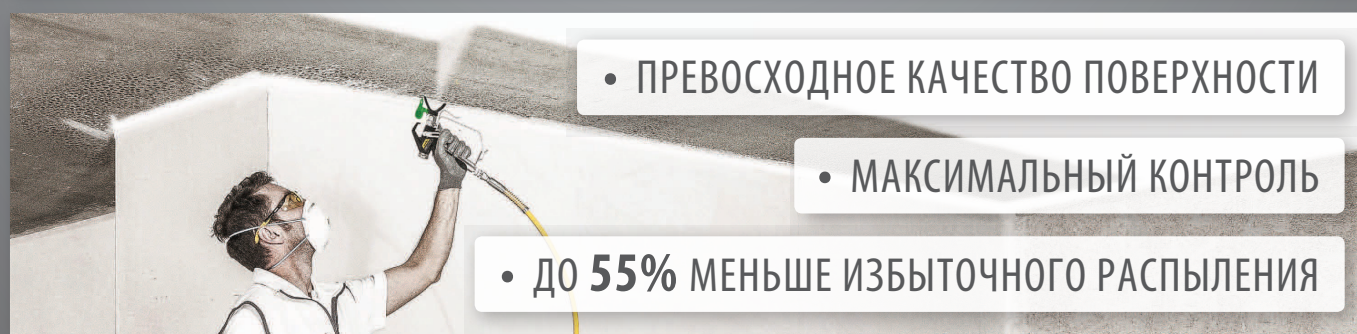 • ПРЕВОСХОДНОЕ КАЧЕСТВО ПОВЕРХНОСТИ
• МАКСИМАЛЬНЫЙ КОНТРОЛЬ
• ДО 55% МЕНЬШЕ ИЗБЫТОЧНОГО РАСПЫЛЕНИЯ